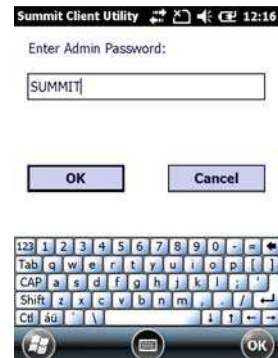 Summit Client Utility 12:16
Enter Admin Password:
SUMMIT
OK Cancel
123 1 2 3 4 5 6 7 8 9 0 - =
Tab q w e r t y u i o p [ ]
CAP a s d f g h j k l ; '
Shift z x c v b n m , . /
Ctl áü ` \
OK